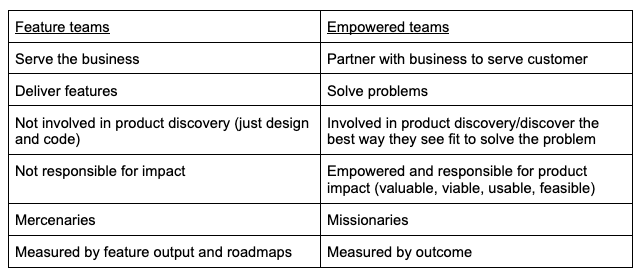 Feature teams
Empowered teams
Serve the business
Partner with business to serve customer
Deliver features
Solve problems
Not involved in product discovery (just design
and code)
Involved in product discovery/discover the
best way they see fit to solve the problem
Not responsible for impact
Empowered and responsible for product
impact (valuable, viable, usable, feasible)
Mercenaries
Missionaries
Measured by feature output and roadmaps
Measured by outcome